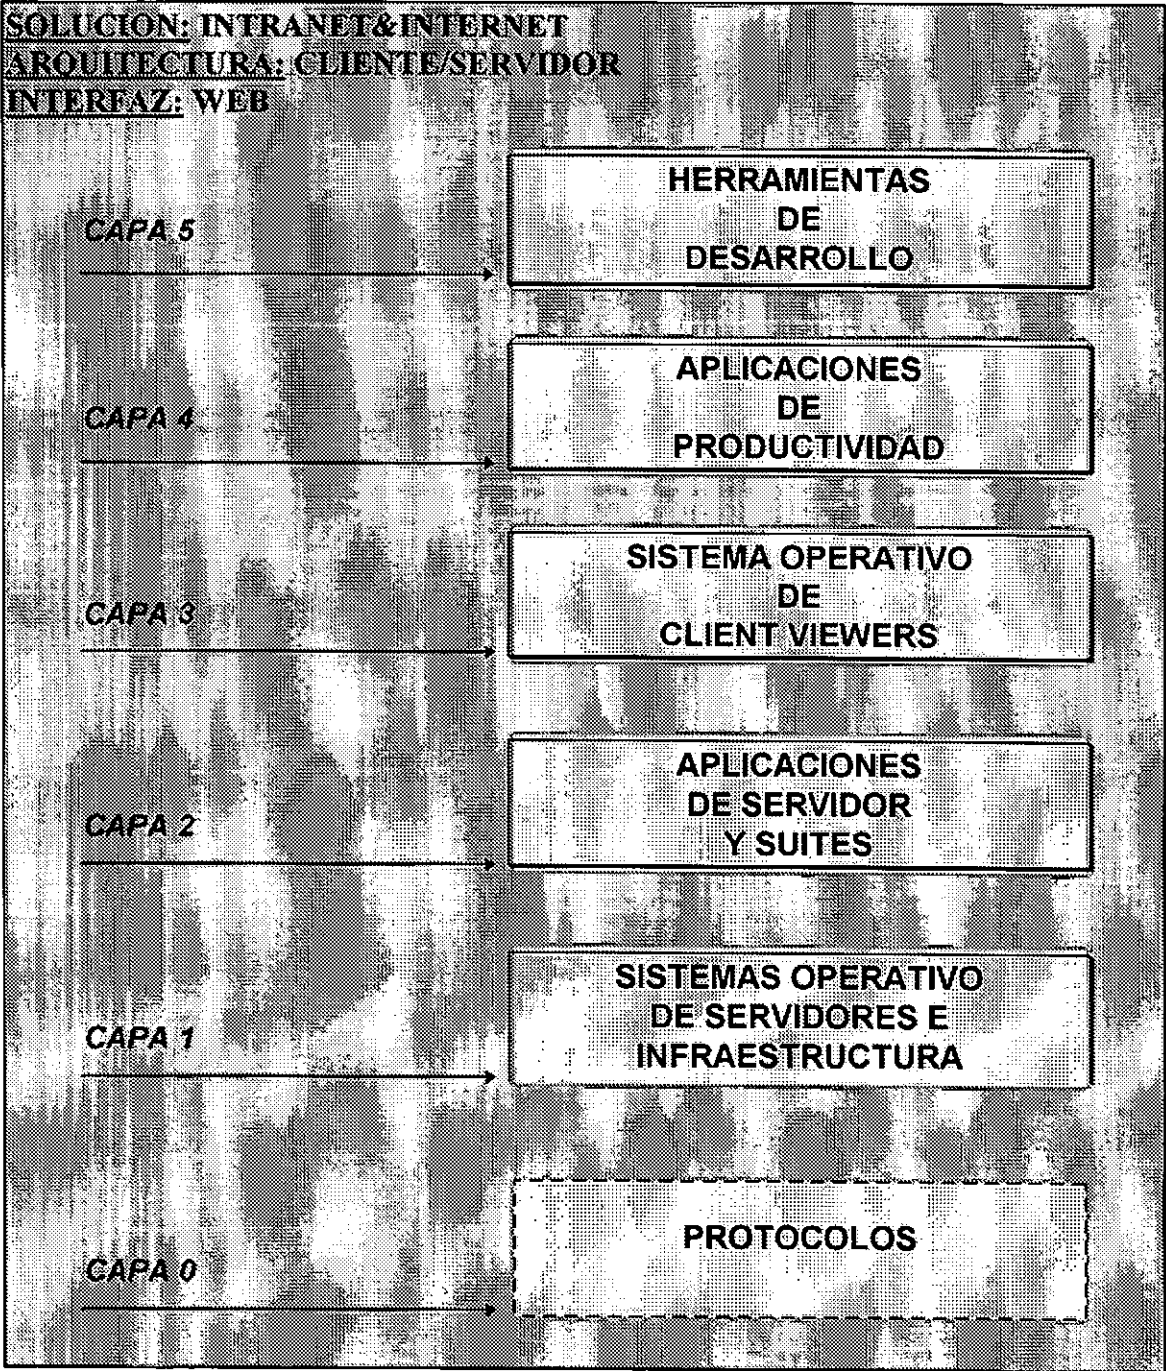 SOLUCION: INTRANET&INTERNET
ARQUITECTURA: CLIENTE/SERVIDOR
INTERFAZ: WEB
HERRAMIENTAS
DE
DESARROLLO
CAPA 5
APLICACIONES
DE
PRODUCTIVIDAD
CAPA 4
SISTEMA OPERATIVO
DE
CLIENT VIEWERS
CAPA 3
APLICACIONES
DE SERVIDOR
Y SUITES
CAPA 2
SISTEMAS OPERATIVO
DE SERVIDORES E
INFRAESTRUCTURA
CAPA 1
PROTOCOLOS
CAPA 0